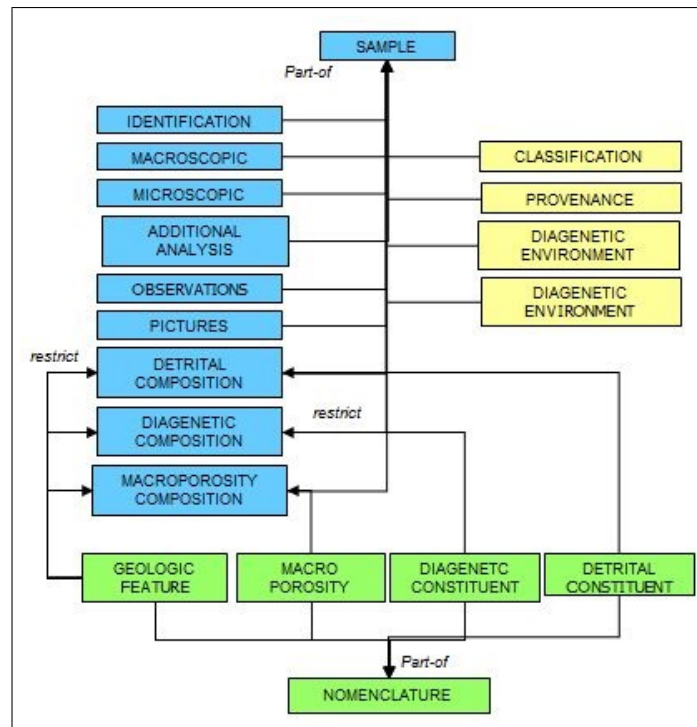 SAMPLE
Part-of
IDENTIFICATION
MACROSCOPIC
CLASSIFICATION
MICROSCOPIC
PROVENANCE
ADDITIONAL
ANALYSIS
DIAGENETIC
ENVIRONMENT
OBSERVATIONS
DIAGENETIC
ENVIRONMENT
PICTURES
restrict
DETRITAL
COMPOSITION
restrict
DIAGENETIC
COMPOSITION
MACROPOROSITY
COMPOSITION
GEOLOGIC
FEATURE
MACRO
POROSITY
DIAGENETC
CONSTITUENT
DETRITAL
CONSTITUENT
Part-of
NOMENCLATURE